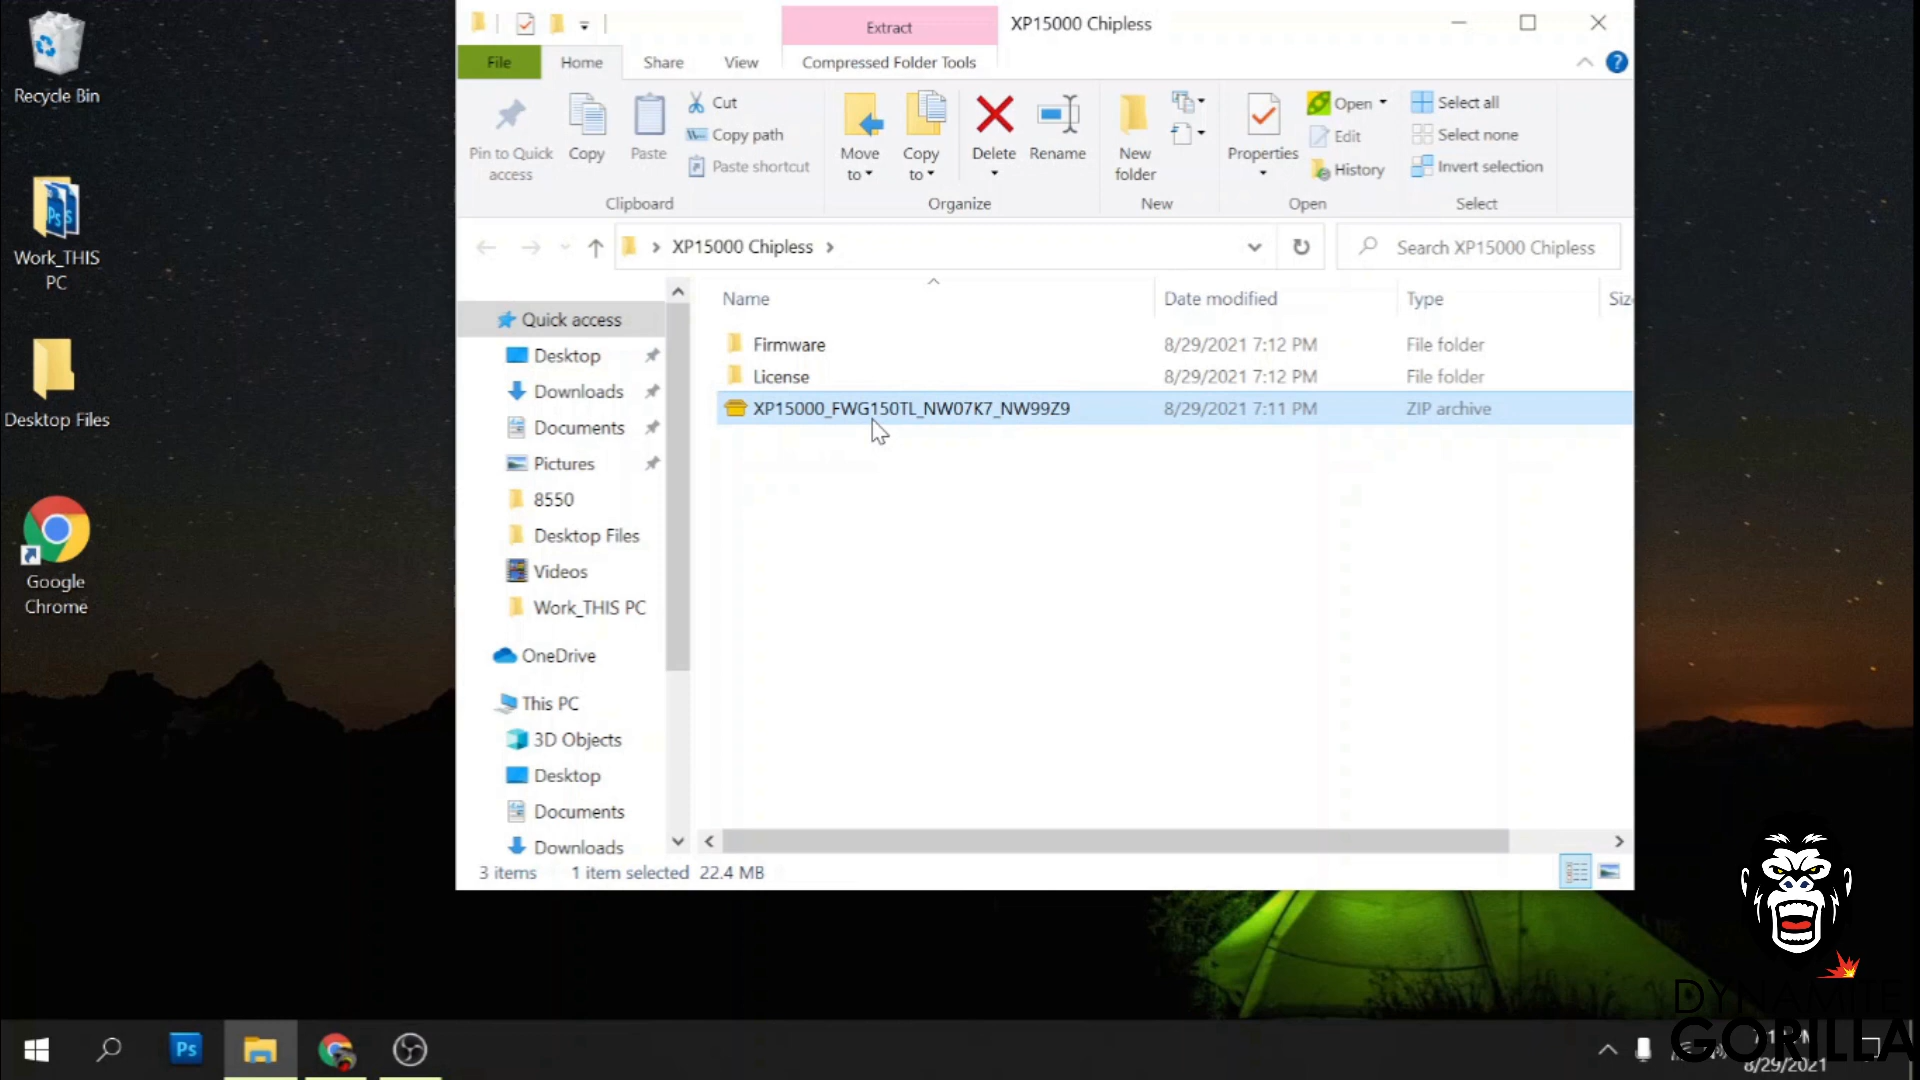 Recycle Bin
Work_THIS
PC
Desktop Files
Google
Chrome
Extract
XP15000 Chipless
File
Home
Share
View
Compressed Folder Tools
Pin to Quick
access
Copy
Paste
Cut
Copy path
Paste shortcut
Clipboard
Move
to
Copy
to
Delete
Rename
Organize
New
folder
New
Properties
Open
Edit
History
Open
Select all
Select none
Invert selection
Select
XP15000 Chipless
Search XP15000 Chipless
Quick access
Desktop
Downloads
Documents
Pictures
8550
Desktop Files
Videos
Work_THIS PC
OneDrive
This PC
3D Objects
Desktop
Documents
Downloads
Name Date modified Type
Firmware 8/29/2021 7:12 PM File folder
License 8/29/2021 7:12 PM File folder
XP15000_FWG150TL_NW07K7_NW99Z9 8/29/2021 7:11 PM ZIP archive
3 items 1 item selected 22.4 MB
Ps
DYNAMITE
GORILLA
8/29/2021